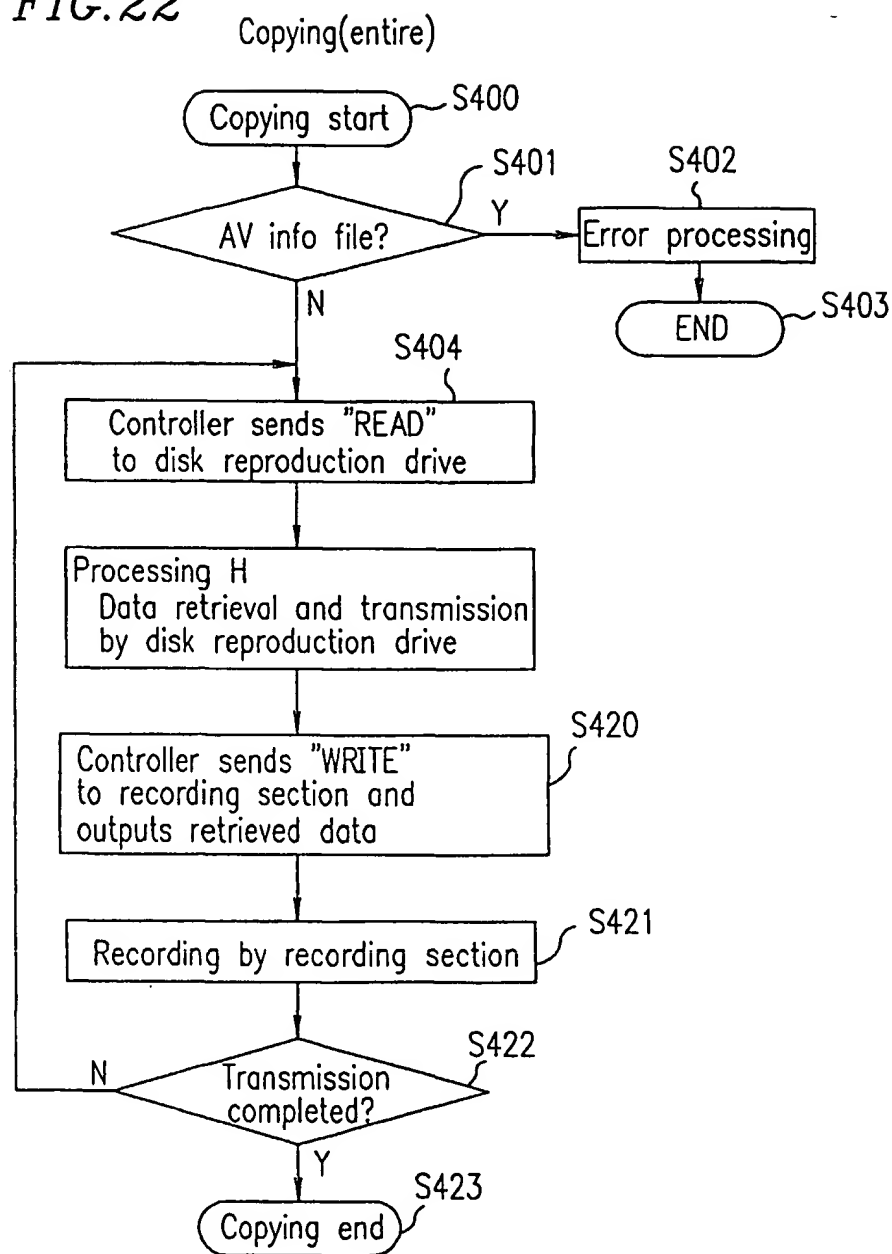 FIG.22
Copying(entire)
Copying start
S400
S401
AV info file?
Y
S402
Error processing
N
S403
END
S404
Controller sends "READ"
to disk reproduction drive
Processing H
Data retrieval and transmission
by disk reproduction drive
S420
Controller sends "WRITE"
to recording section and
outputs retrieved data
S421
Recording by recording section
S422
N
Transmission
completed?
Y
S423
Copying end